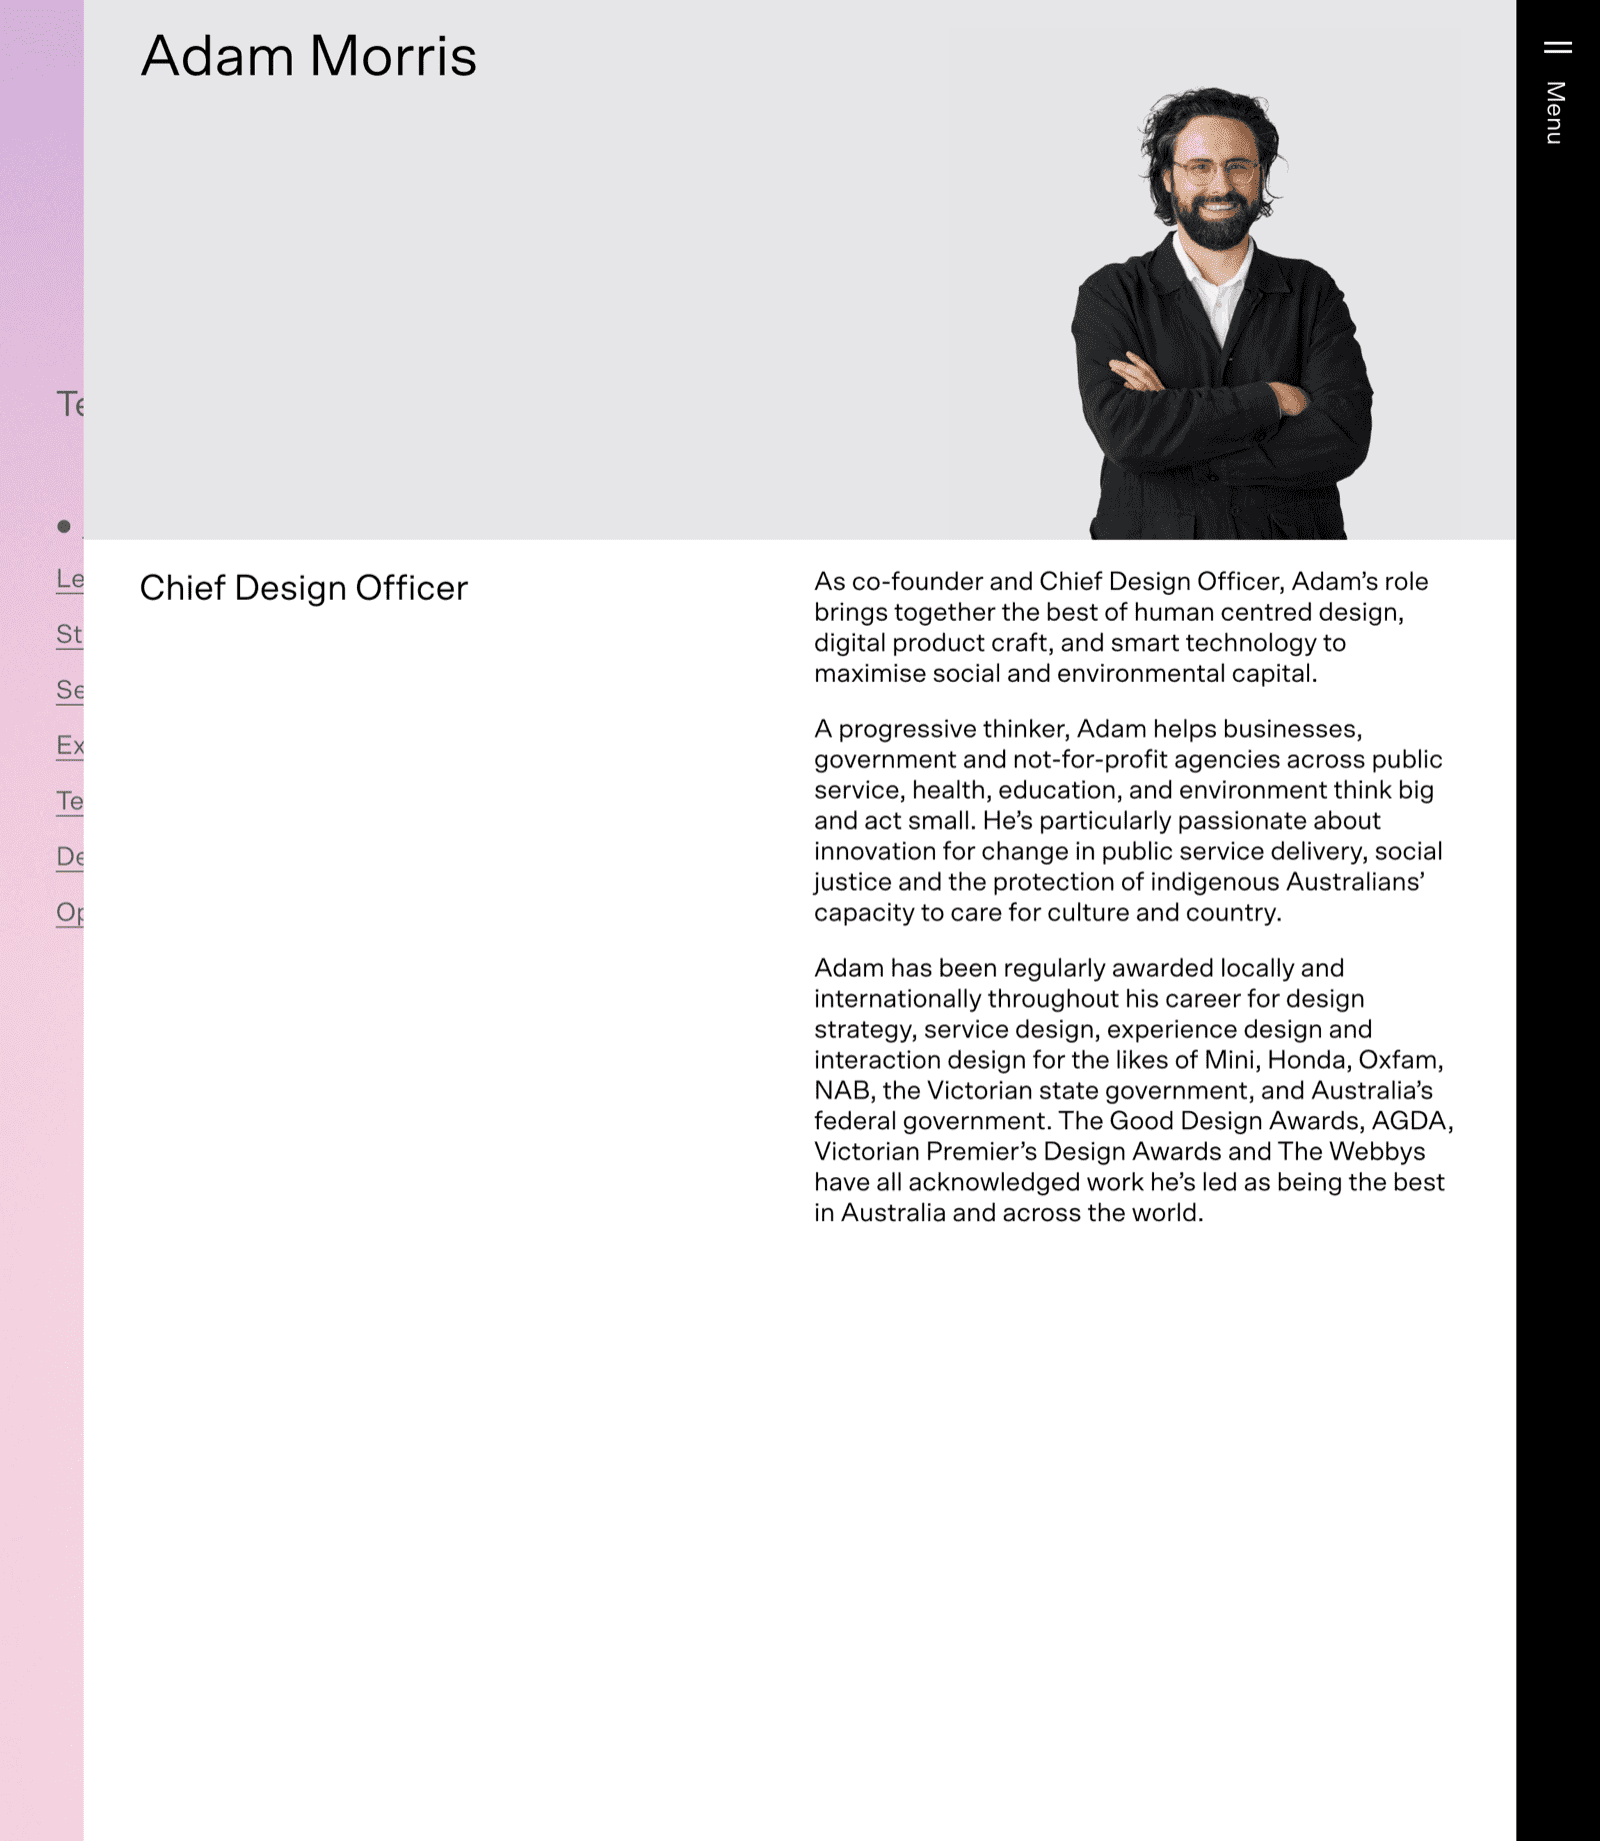 Adam Morris
Menu
Chief Design Officer
As co-founder and Chief Design Officer, Adam’s role
brings together the best of human centred design,
digital product craft, and smart technology to
maximise social and environmental capital.
A progressive thinker, Adam helps businesses,
government and not-for-profit agencies across public
service, health, education, and environment think big
and act small. He’s particularly passionate about
innovation for change in public service delivery, social
justice and the protection of indigenous Australians’
capacity to care for culture and country.
Adam has been regularly awarded locally and
internationally throughout his career for design
strategy, service design, experience design and
interaction design for the likes of Mini, Honda, Oxfam,
NAB, the Victorian state government, and Australia’s
federal government. The Good Design Awards, AGDA,
Victorian Premier’s Design Awards and The Webbys
have all acknowledged work he’s led as being the best
in Australia and across the world.
Te
Le
St
Se
Ex
Te
De